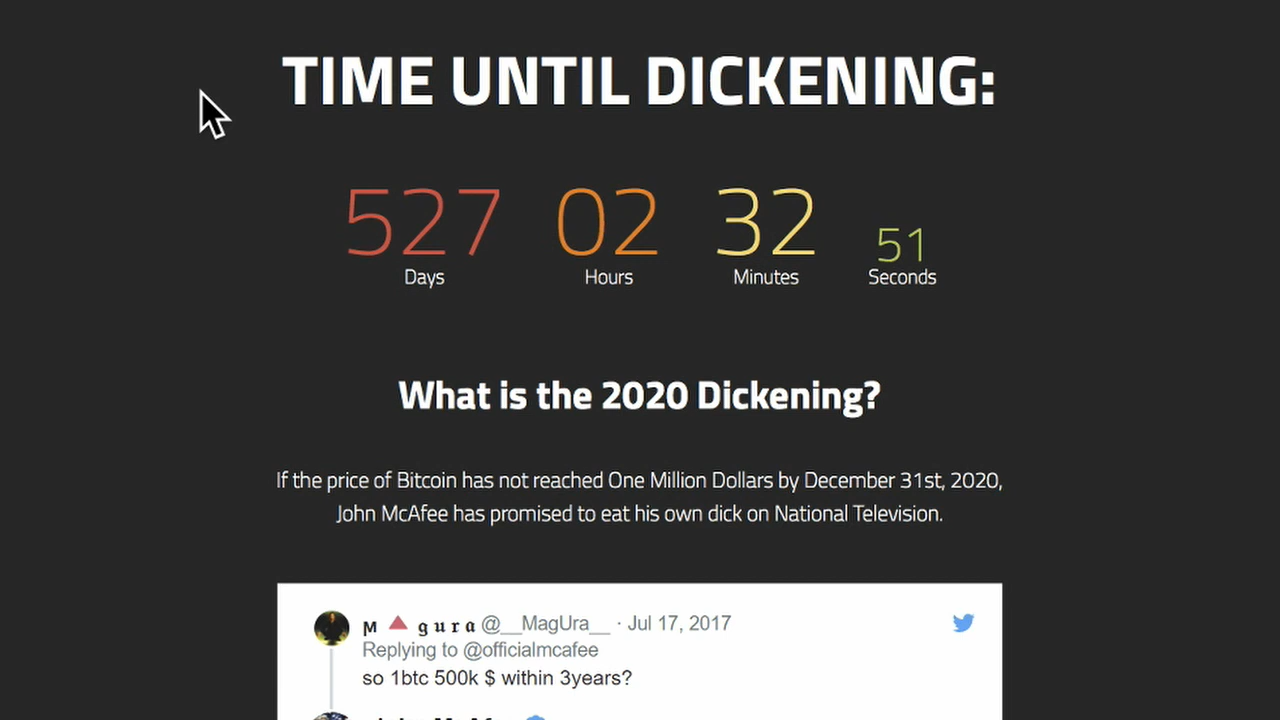 TIME UNTIL DICKENING:
527 02 32 51
Days Hours Minutes Seconds
What is the 2020 Dickening?
If the price of Bitcoin has not reached One Million Dollars by December 31st, 2020,
John McAfee has promised to eat his own dick on National Television.
ϻ🔺𝖌𝖚𝖗𝖆 @__MagUra__ · Jul 17, 2017
Replying to @officialmcafee
so 1btc 500k $ within 3years?